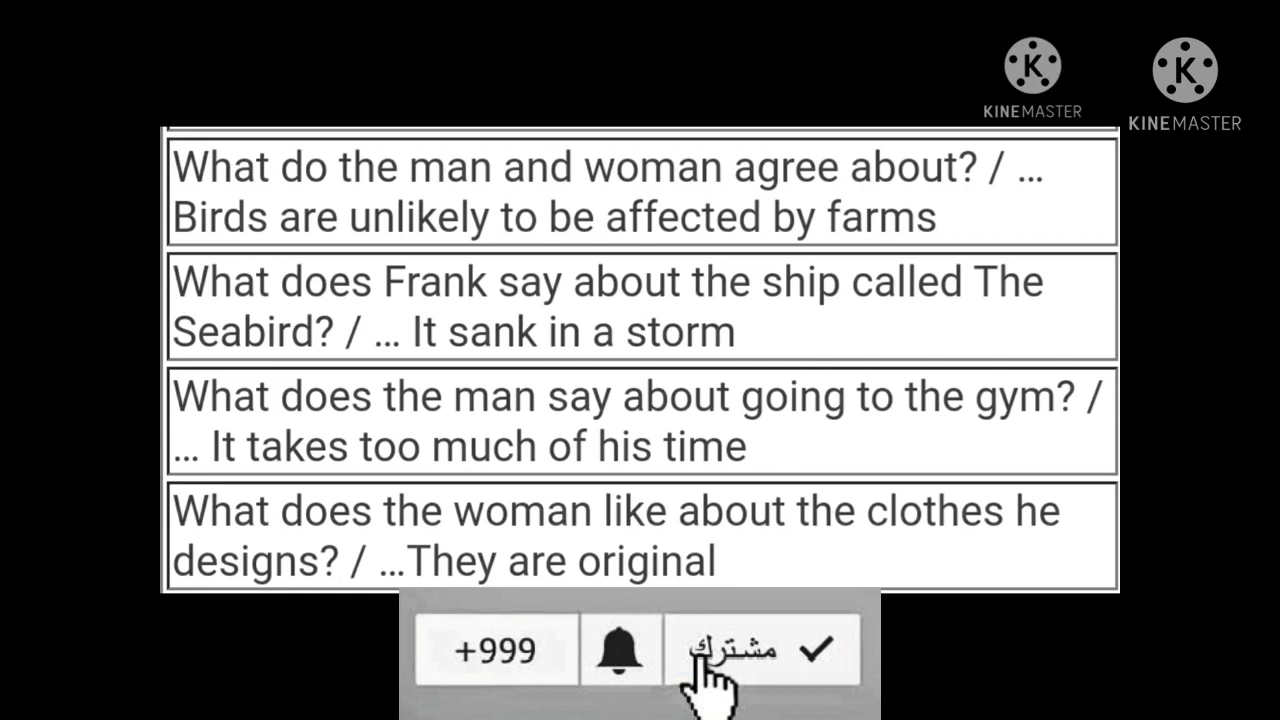 KINEMASTER
KINEMASTER
What do the man and woman agree about? / ...
Birds are unlikely to be affected by farms
What does Frank say about the ship called The
Seabird? / ... It sank in a storm
What does the man say about going to the gym? /
... It takes too much of his time
What does the woman like about the clothes he
designs? / ...They are original
+999
مشترك